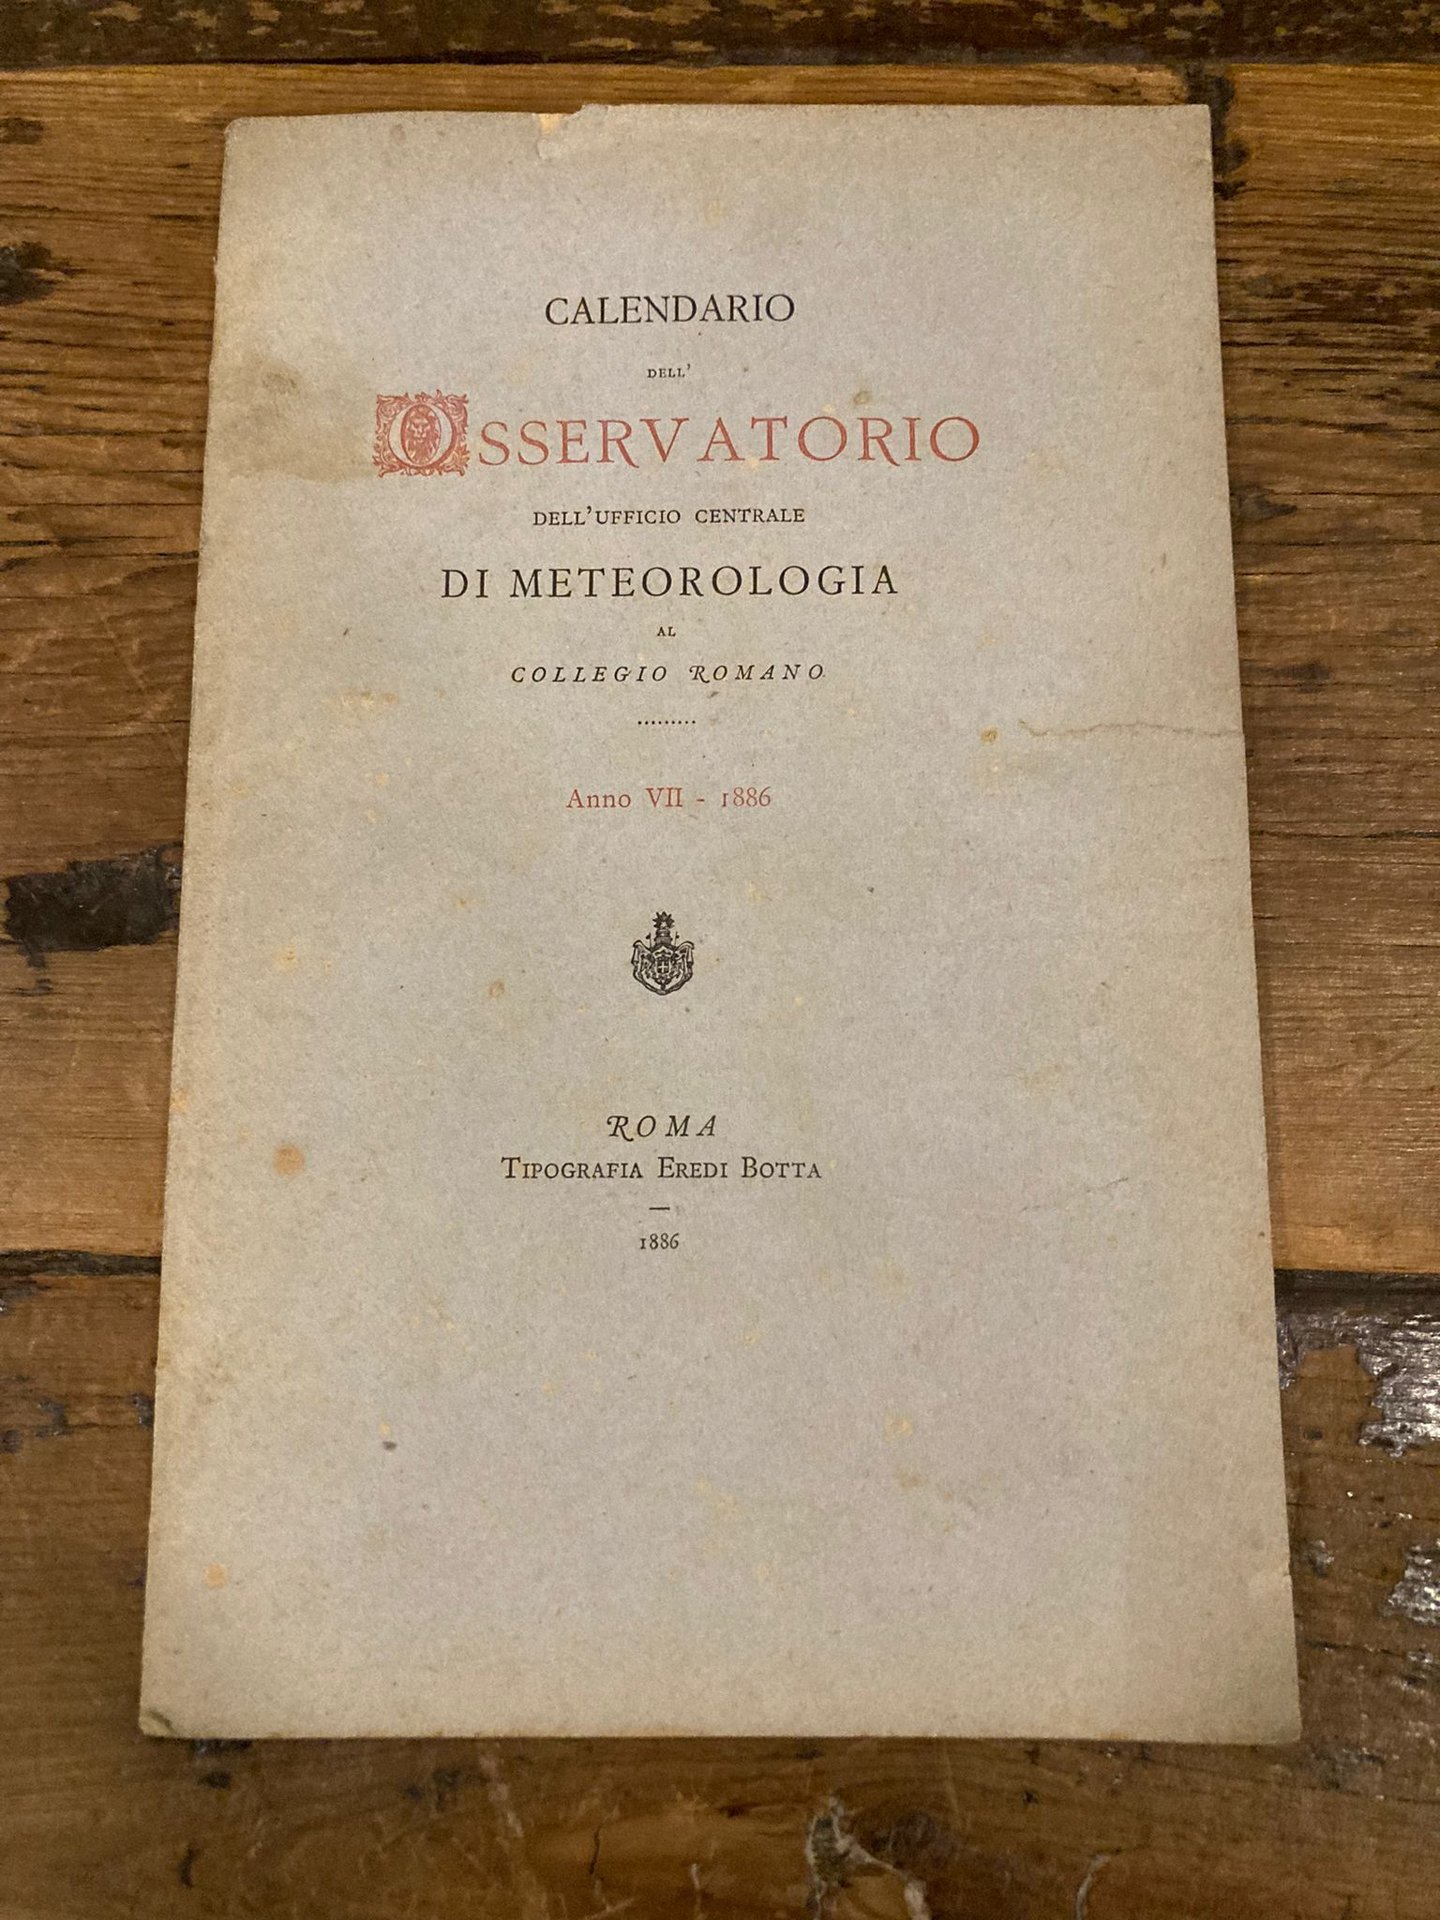 CALENDARIO
DELL'
OSSERVATORIO
DELL'UFFICIO CENTRALE
DI METEOROLOGIA
AL
COLLEGIO ROMANO
.........
Anno VII - 1886
ROMA
TIPOGRAFIA EREDI BOTTA
—
1886